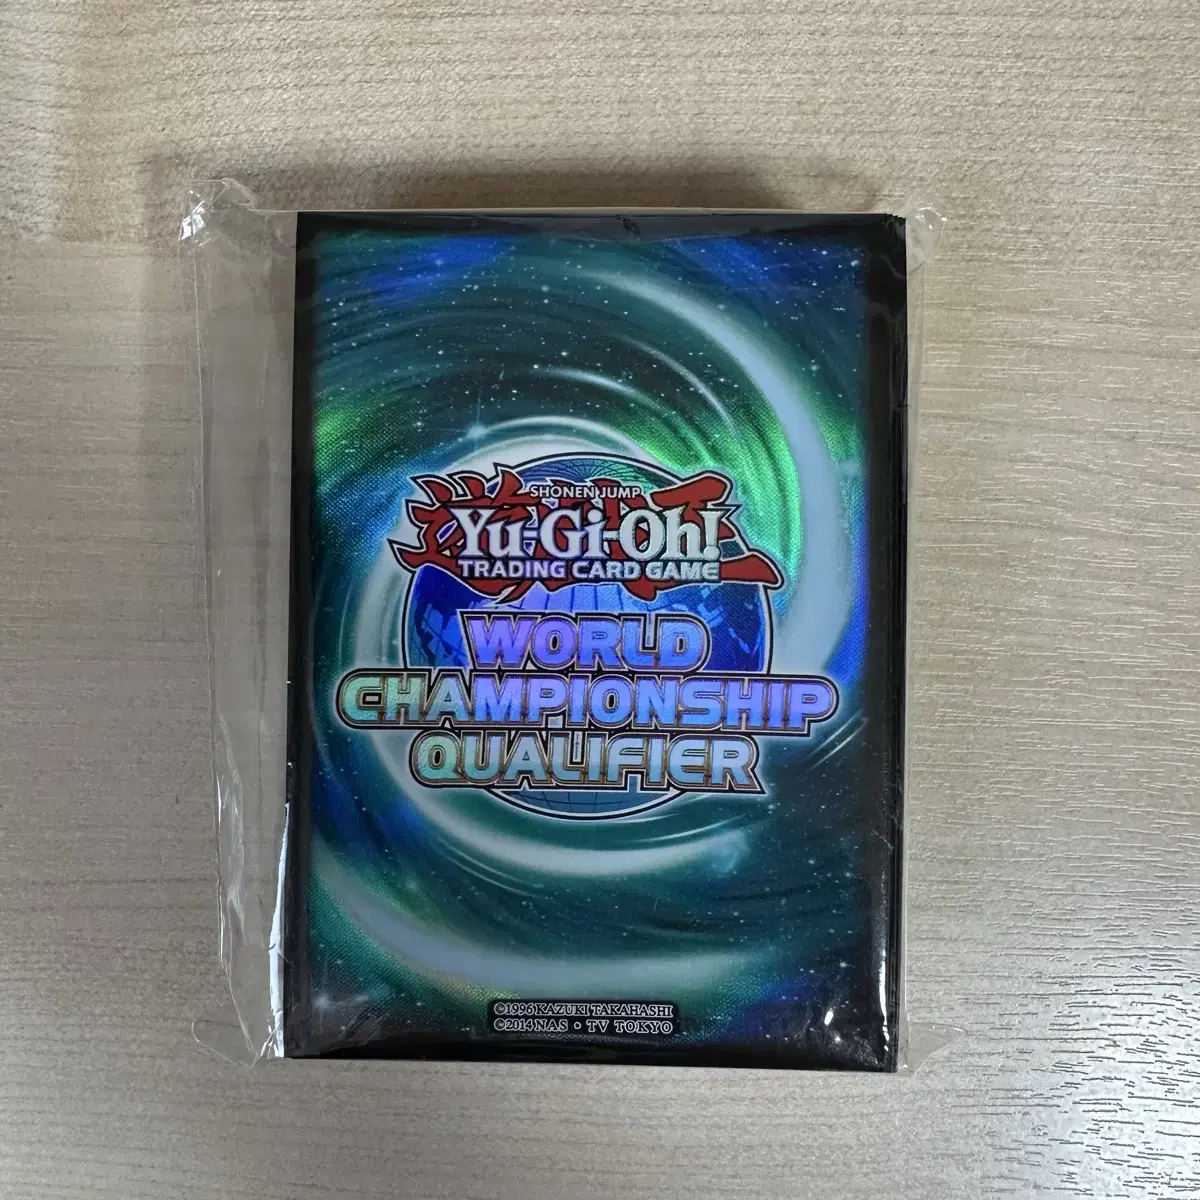 遊戯王
SHONEN JUMP
Yu-Gi-Oh!
TRADING CARD GAME
WORLD
CHAMPIONSHIP
QUALIFIER
©1996 KAZUKI TAKAHASHI
©2014 NAS • TV TOKYO